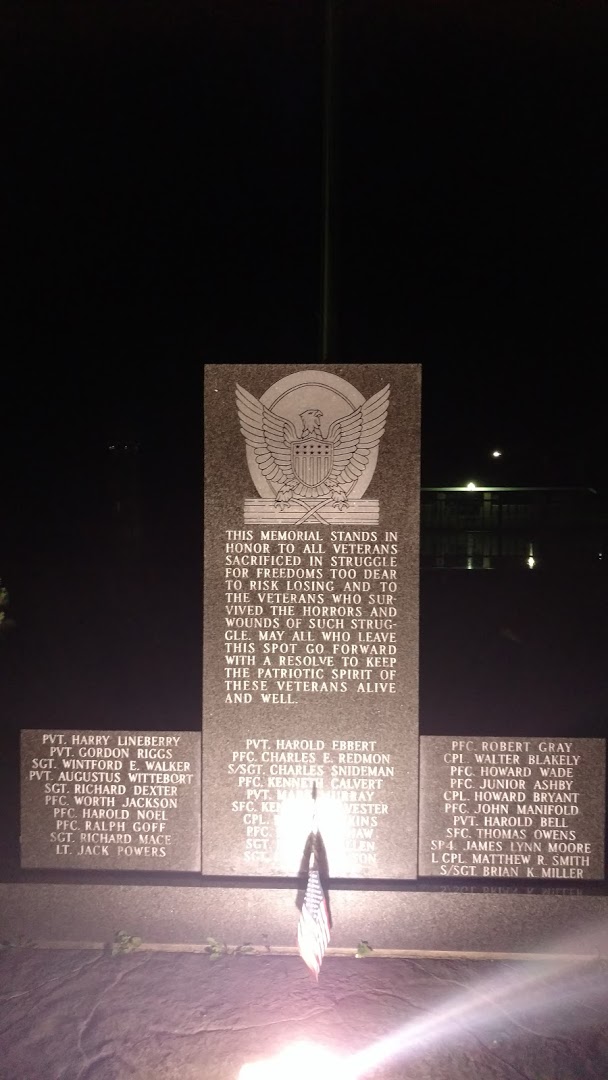 THIS MEMORIAL STANDS IN
HONOR TO ALL VETERANS
SACRIFICED IN STRUGGLE
FOR FREEDOMS TOO DEAR
TO RISK LOSING AND TO
THE VETERANS WHO SUR-
VIVED THE HORRORS AND
WOUNDS OF SUCH STRUG-
GLE. MAY ALL WHO LEAVE
THIS SPOT GO FORWARD
WITH A RESOLVE TO KEEP
THE PATRIOTIC SPIRIT OF
THESE VETERANS ALIVE
AND WELL.
PVT. HARRY LINEBERRY
PVT. GORDON RIGGS
SGT. WINTFORD E. WALKER
PVT. AUGUSTUS WITTEBORT
SGT. RICHARD DEXTER
PFC. WORTH JACKSON
PFC. HAROLD NOEL
PFC. RALPH GOFF
SGT. RICHARD MACE
LT. JACK POWERS
PVT. HAROLD EBBERT
PFC. CHARLES E. REDMON
S/SGT. CHARLES SNIDEMAN
PFC. KENNETH CALVERT
PVT. MURRAY
SFC.
CPL.
PFC.
SGT.
SGT.
PFC. ROBERT GRAY
CPL. WALTER BLAKELY
PFC. HOWARD WADE
PFC. JUNIOR ASHBY
CPL. HOWARD BRYANT
PFC. JOHN MANIFOLD
PVT. HAROLD BELL
SFC. THOMAS OWENS
SP4. JAMES LYNN MOORE
L CPL. MATTHEW R. SMITH
S/SGT. BRIAN K. MILLER